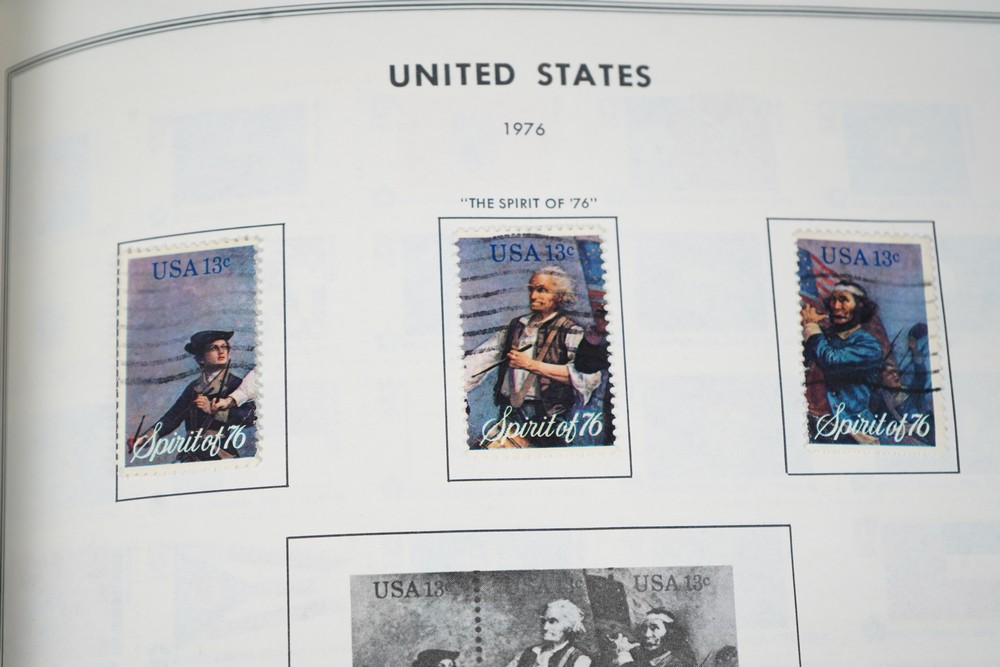 UNITED STATES
1976
"THE SPIRIT OF '76"
USA 13c
Spirit of 76
USA 13c
Spirit of 76
USA 13c
Spirit of 76
USA 13c
USA 13c